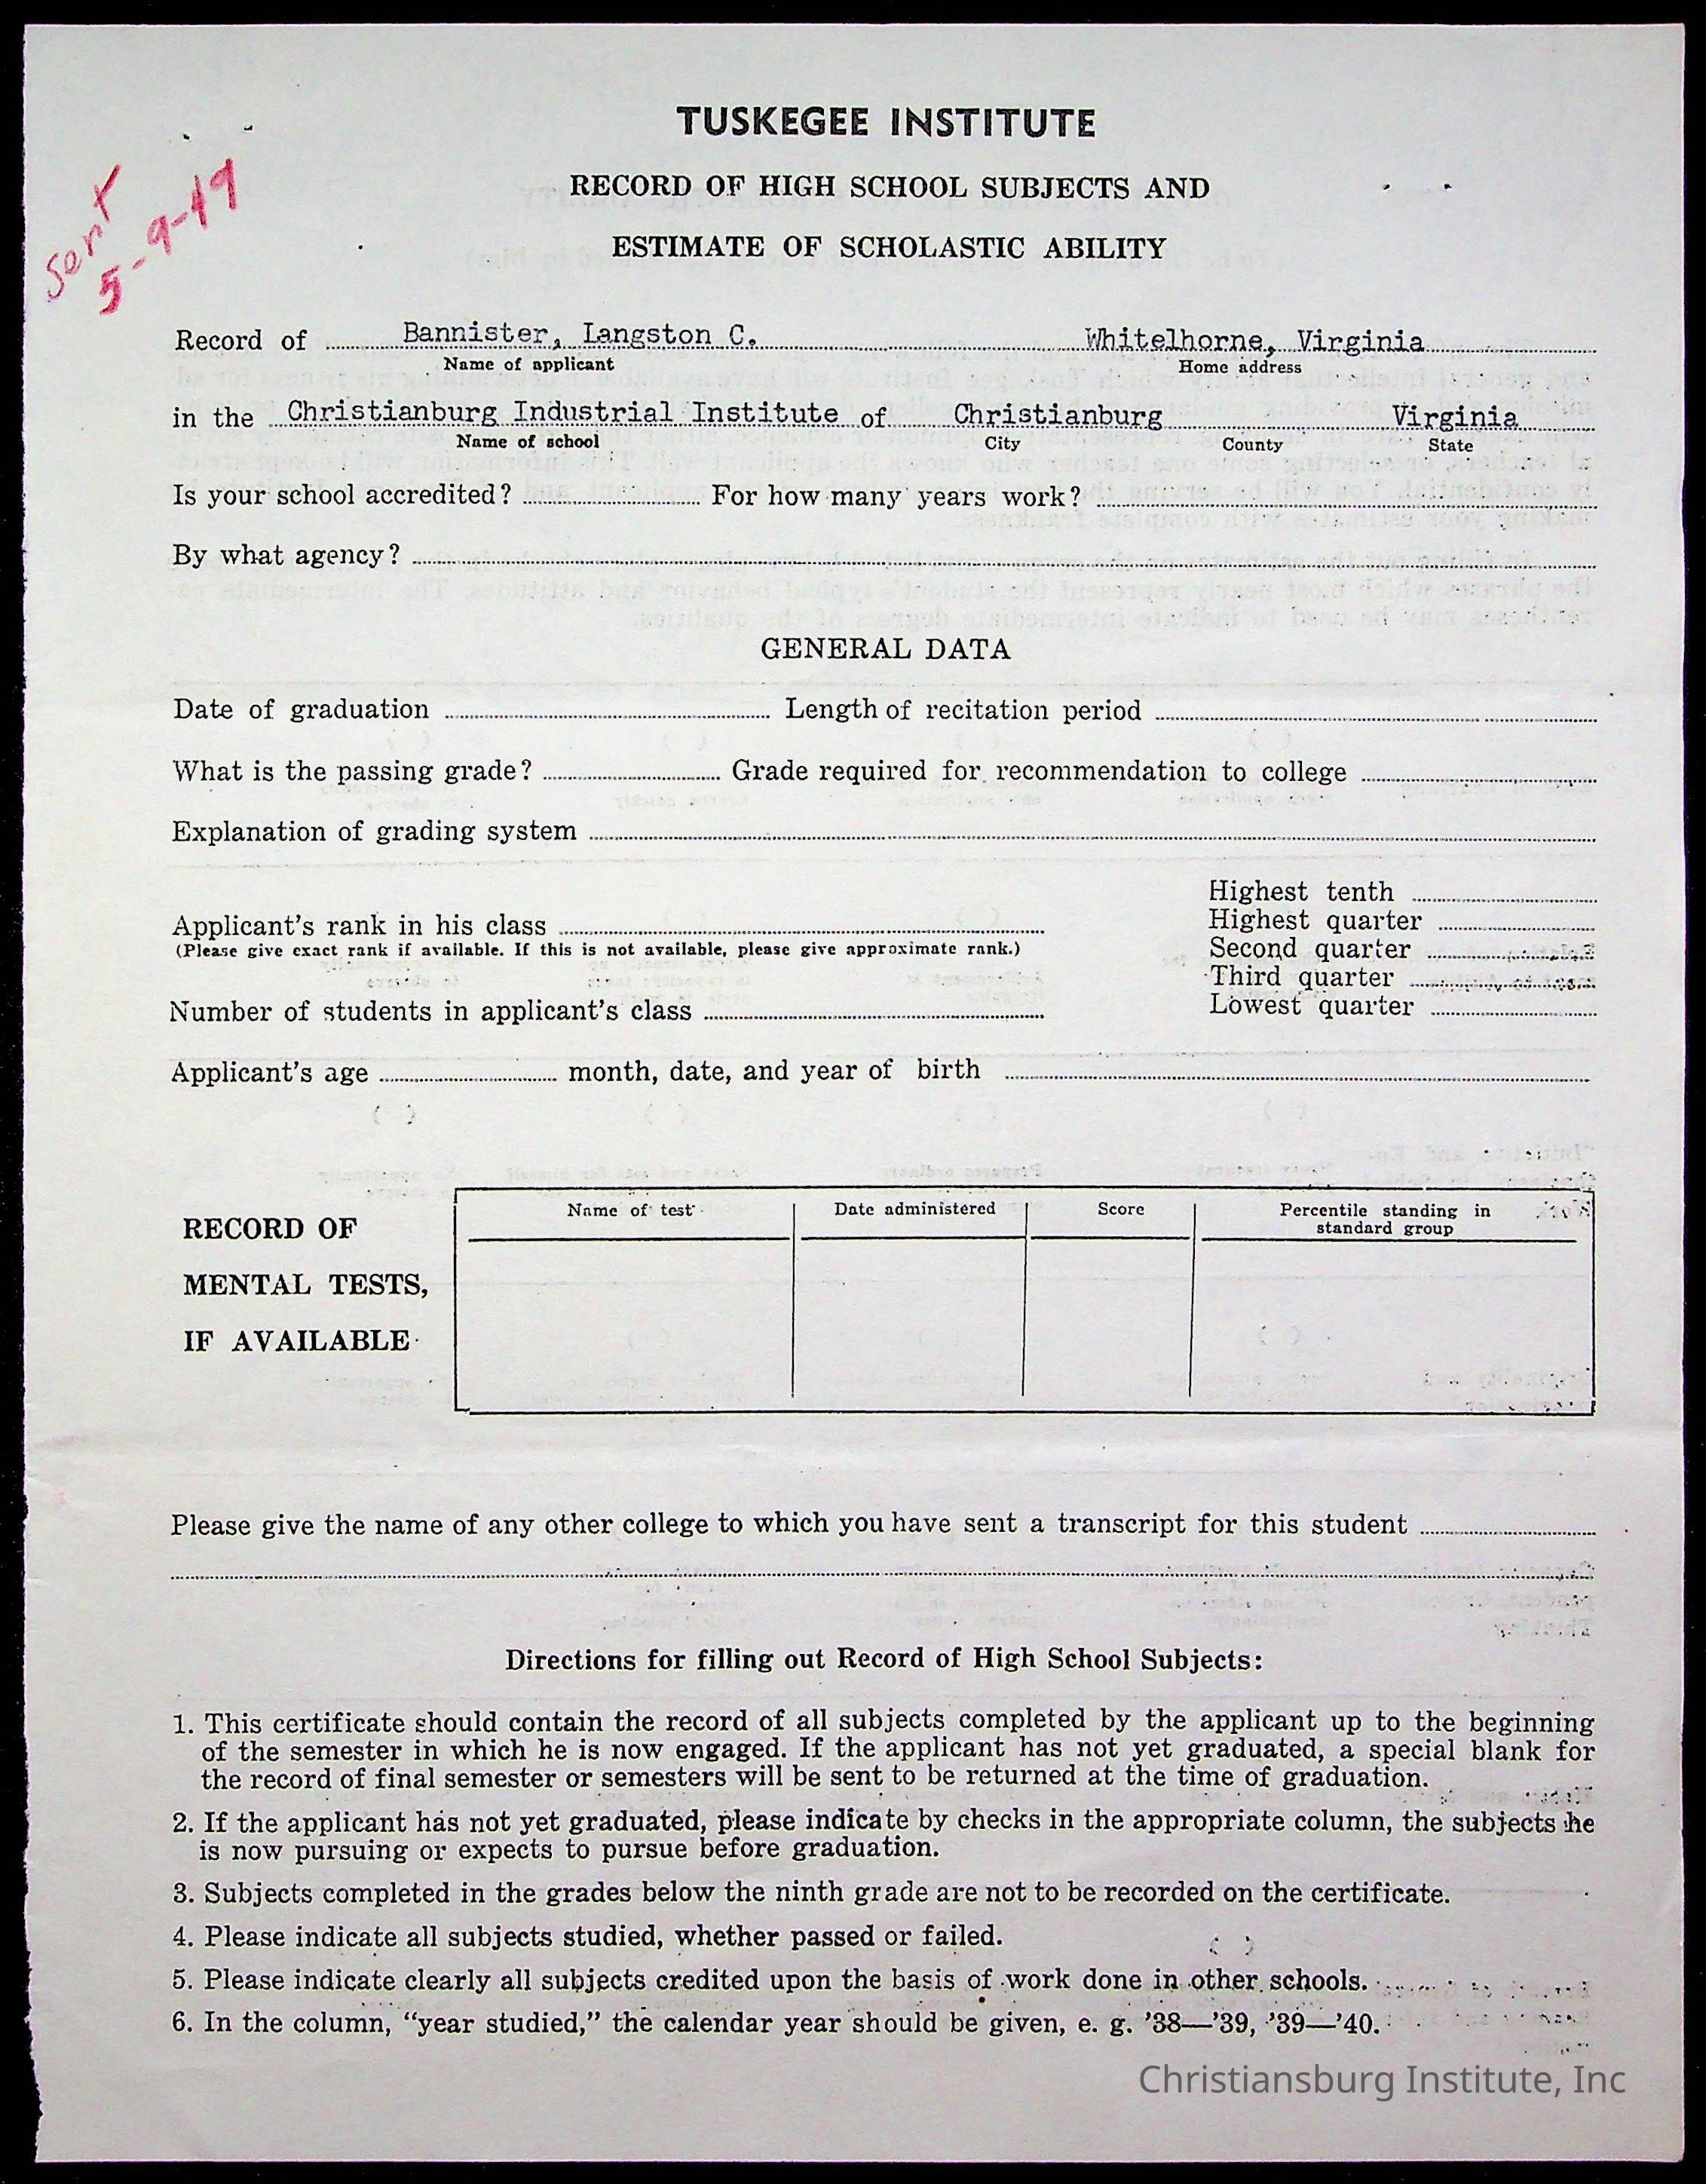 TUSKEGEE INSTITUTE
RECORD OF HIGH SCHOOL SUBJECTS AND
ESTIMATE OF SCHOLASTIC ABILITY
Sent
5-9-49
Record of Bannister, Langston C. Whitelhorne, Virginia
Name of applicant Home address
in the Christianburg Industrial Institute of Christianburg Virginia
Name of school City County State
Is your school accredited? For how many years work?
By what agency?
GENERAL DATA
Date of graduation Length of recitation period
What is the passing grade? Grade required for recommendation to college
Explanation of grading system
Applicant's rank in his class
(Please give exact rank if available. If this is not available, please give approximate rank.)
Number of students in applicant's class
Highest tenth
Highest quarter
Second quarter
Third quarter
Lowest quarter
Applicant's age month, date, and year of birth
RECORD OF
MENTAL TESTS,
IF AVAILABLE
Name of test Date administered Score Percentile standing in
standard group
Please give the name of any other college to which you have sent a transcript for this student
Directions for filling out Record of High School Subjects:
1. This certificate should contain the record of all subjects completed by the applicant up to the beginning
of the semester in which he is now engaged. If the applicant has not yet graduated, a special blank for
the record of final semester or semesters will be sent to be returned at the time of graduation.
2. If the applicant has not yet graduated, please indicate by checks in the appropriate column, the subjects he
is now pursuing or expects to pursue before graduation.
3. Subjects completed in the grades below the ninth grade are not to be recorded on the certificate.
4. Please indicate all subjects studied, whether passed or failed.
5. Please indicate clearly all subjects credited upon the basis of work done in other schools.
6. In the column, "year studied," the calendar year should be given, e. g. '38—'39, '39—'40.
Christiansburg Institute, Inc